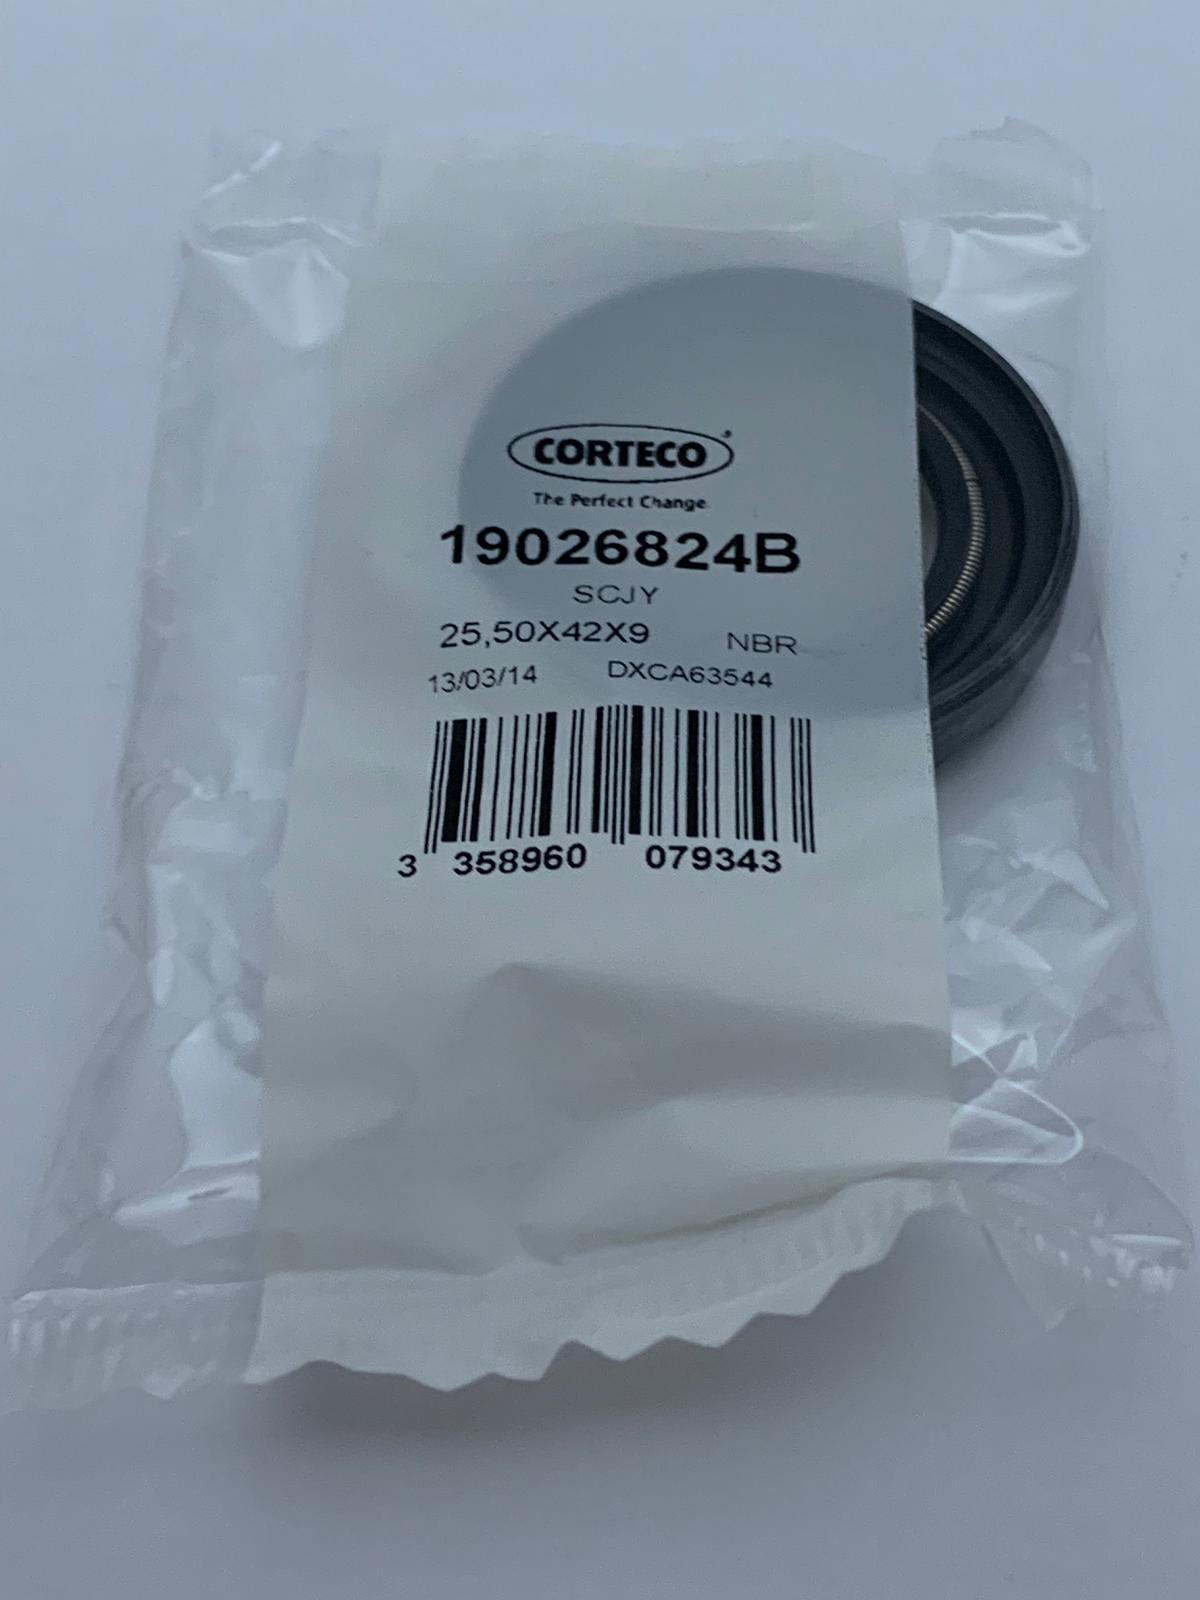 CORTECO
The Perfect Change.
19026824B
SCJY
25,50X42X9 NBR
13/03/14 DXCA63544
3 358960 079343